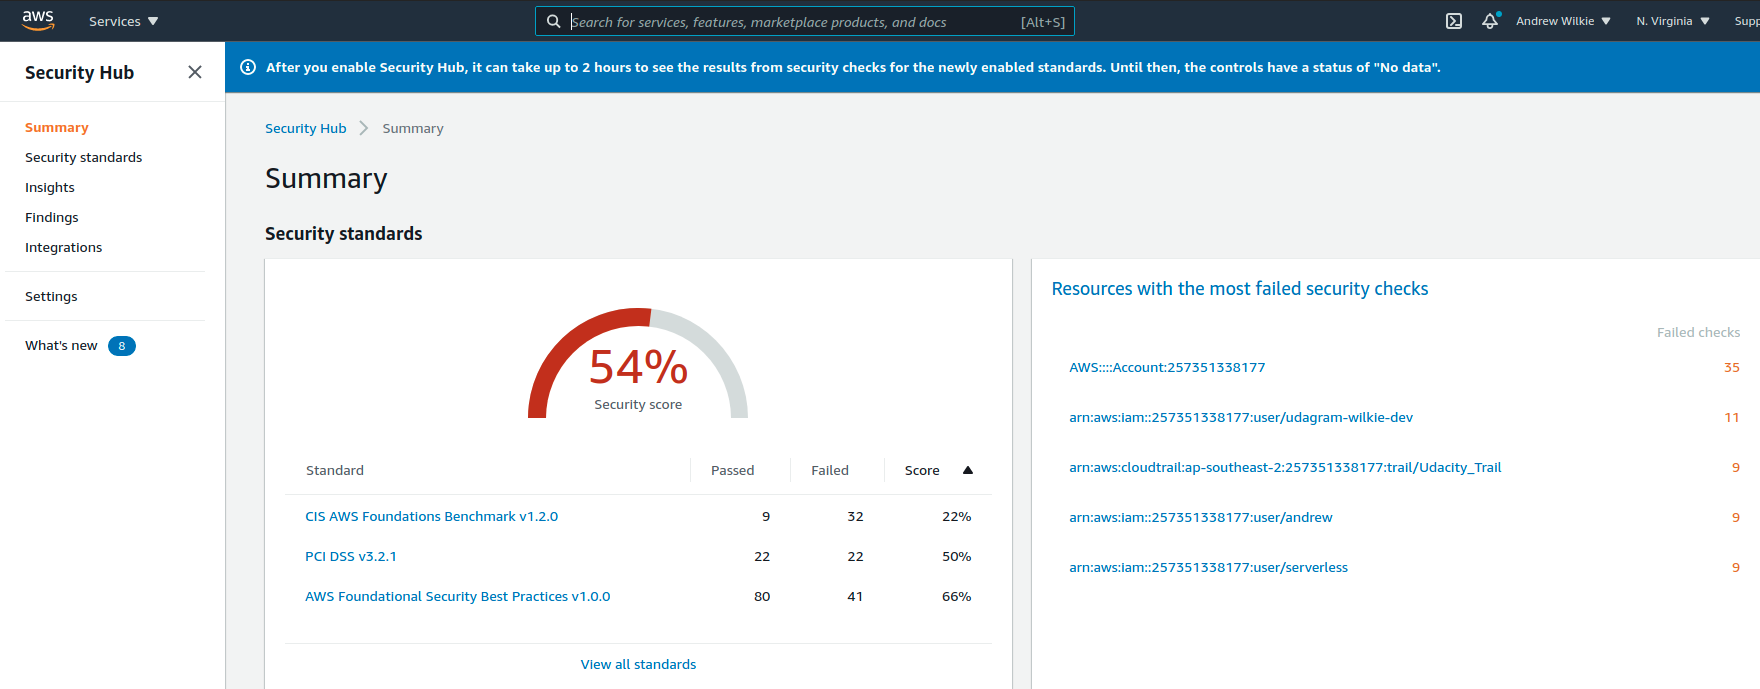 aws Services Search for services, features, marketplace products, and docs [Alt+S] Andrew Wilkie N. Virginia
Security Hub
After you enable Security Hub, it can take up to 2 hours to see the results from security checks for the newly enabled standards. Until then, the controls have a status of "No data".
Summary
Security standards
Insights
Findings
Integrations
Settings
What's new 8
Security Hub Summary
Summary
Security standards
54%
Security score
Standard Passed Failed Score
CIS AWS Foundations Benchmark v1.2.0 9 32 22%
PCI DSS v3.2.1 22 22 50%
AWS Foundational Security Best Practices v1.0.0 80 41 66%
View all standards
Resources with the most failed security checks
Failed checks
AWS::::Account:257351338177 35
arn:aws:iam::257351338177:user/udagram-wilkie-dev 11
arn:aws:cloudtrail:ap-southeast-2:257351338177:trail/Udacity_Trail 9
arn:aws:iam::257351338177:user/andrew 9
arn:aws:iam::257351338177:user/serverless 9